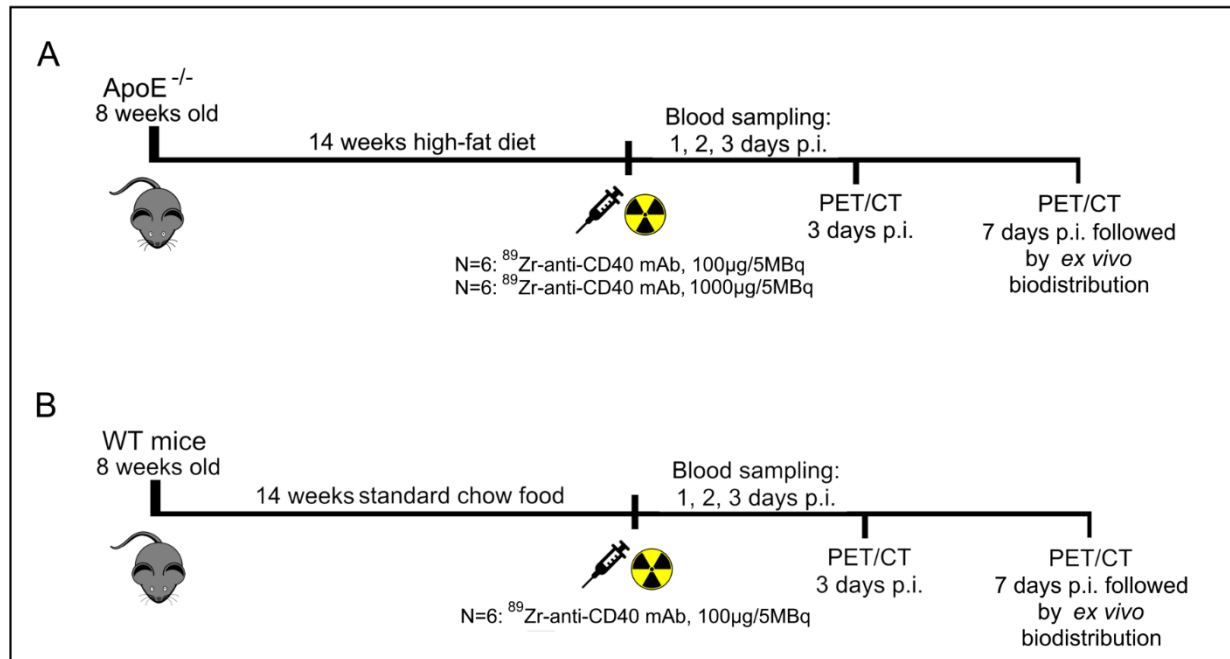 A
ApoE -/-
8 weeks old
14 weeks high-fat diet
Blood sampling:
1, 2, 3 days p.i.
N=6: 89Zr-anti-CD40 mAb, 100µg/5MBq
N=6: 89Zr-anti-CD40 mAb, 1000µg/5MBq
PET/CT
3 days p.i.
PET/CT
7 days p.i. followed
by ex vivo
biodistribution
B
WT mice
8 weeks old
14 weeks standard chow food
Blood sampling:
1, 2, 3 days p.i.
N=6: 89Zr-anti-CD40 mAb, 100µg/5MBq
PET/CT
3 days p.i.
PET/CT
7 days p.i. followed
by ex vivo
biodistribution